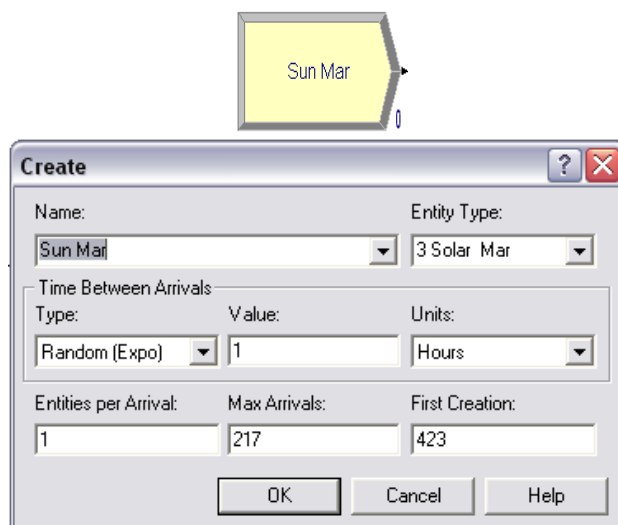 Sun Mar
0
Create
Name: Entity Type:
Sun Mar 3 Solar Mar
Time Between Arrivals
Type: Value: Units:
Random (Expo) 1 Hours
Entities per Arrival: Max Arrivals: First Creation:
1 217 423
OK Cancel Help